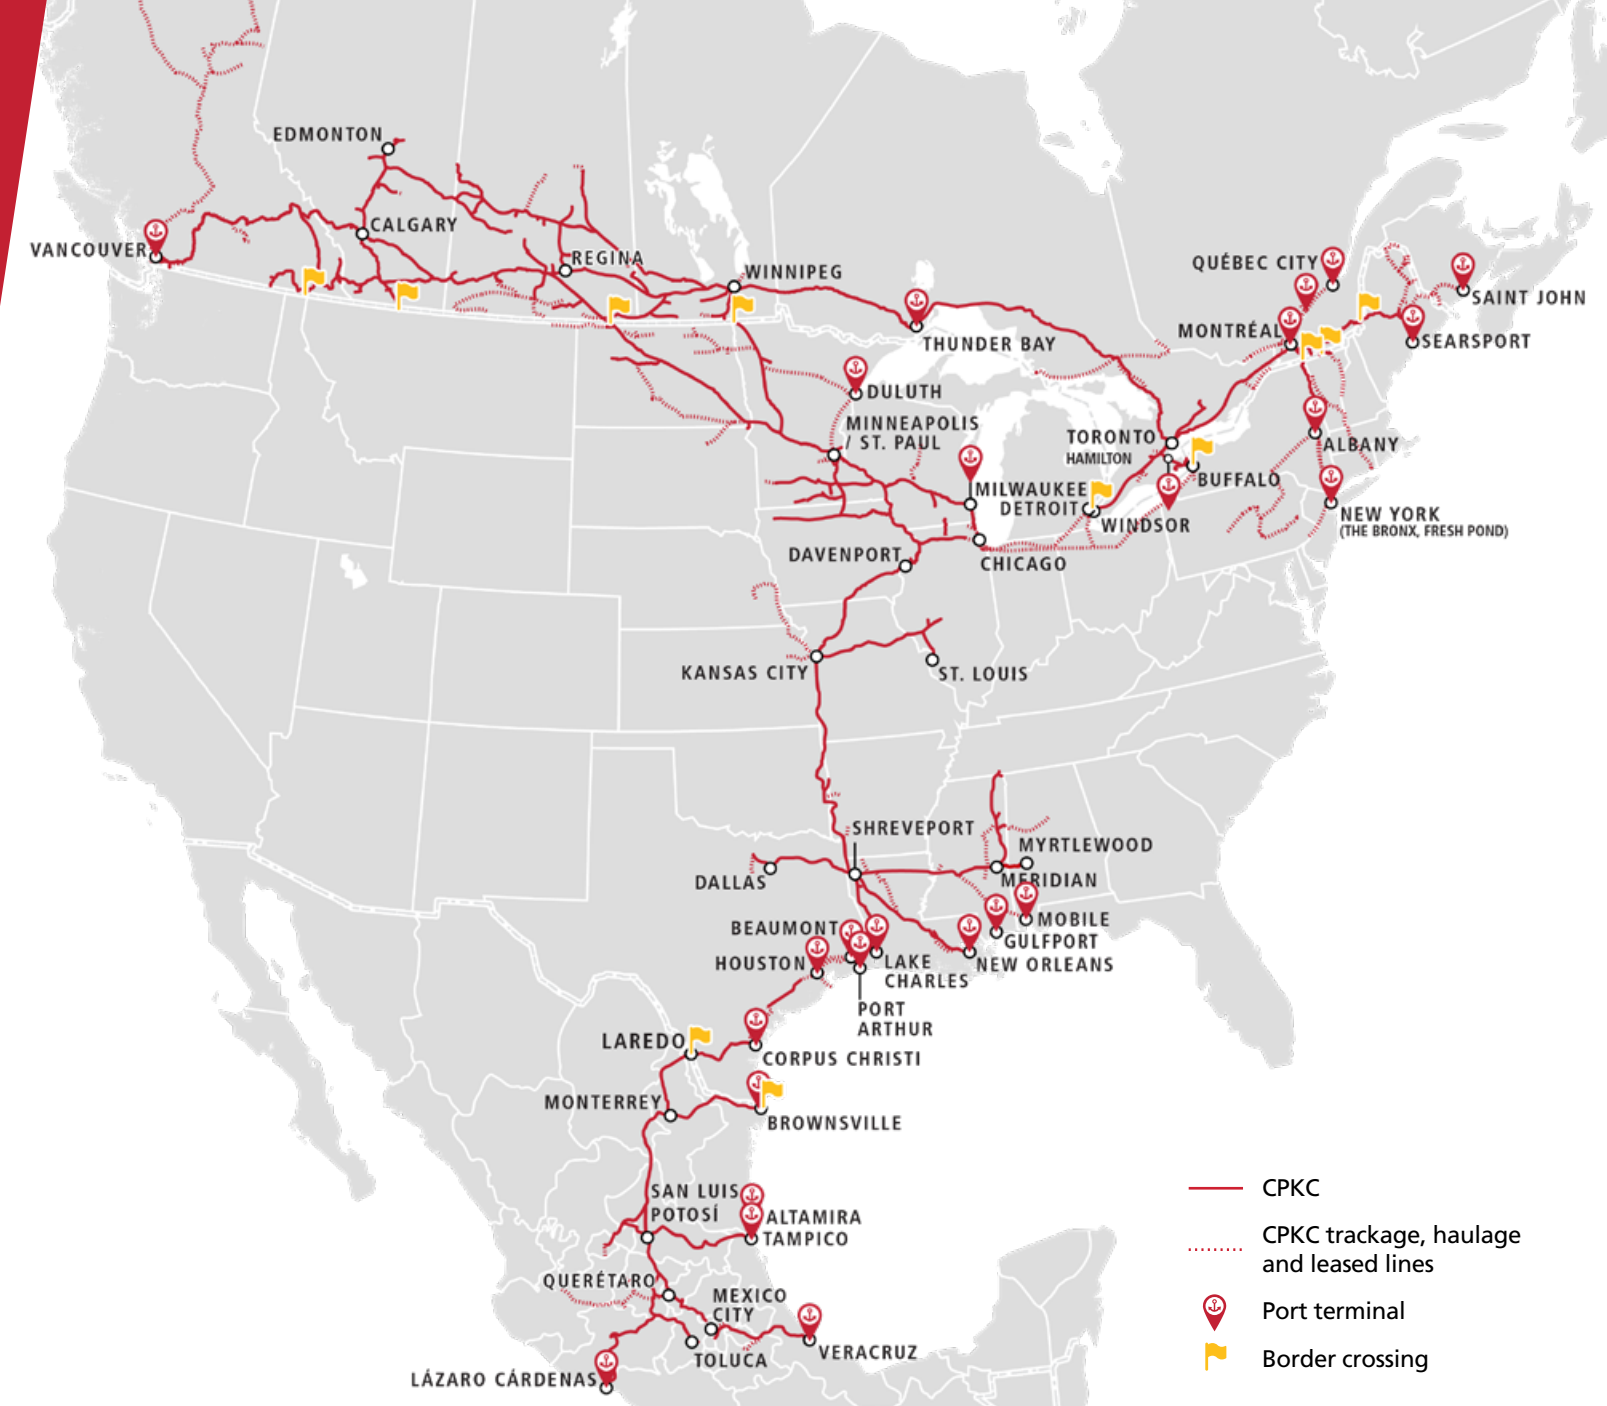 EDMONTON
CALGARY
VANCOUVER
REGINA
WINNIPEG
QUÉBEC CITY
SAINT JOHN
MONTRÉAL
SEARSPORT
THUNDER BAY
DULUTH
MINNEAPOLIS
/ ST. PAUL
TORONTO
HAMILTON
ALBANY
BUFFALO
MILWAUKEE
DETROIT
WINDSOR
NEW YORK
(THE BRONX, FRESH POND)
DAVENPORT
CHICAGO
KANSAS CITY
ST. LOUIS
SHREVEPORT
MYRTLEWOOD
DALLAS
MERIDIAN
MOBILE
BEAUMONT
GULFPORT
HOUSTON
LAKE
CHARLES
NEW ORLEANS
PORT
ARTHUR
LAREDO
CORPUS CHRISTI
MONTERREY
BROWNSVILLE
SAN LUIS
POTOSÍ
ALTAMIRA
TAMPICO
QUERÉTARO
MEXICO
CITY
TOLUCA
VERACRUZ
LÁZARO CÁRDENAS
CPKC
CPKC trackage, haulage
and leased lines
Port terminal
Border crossing